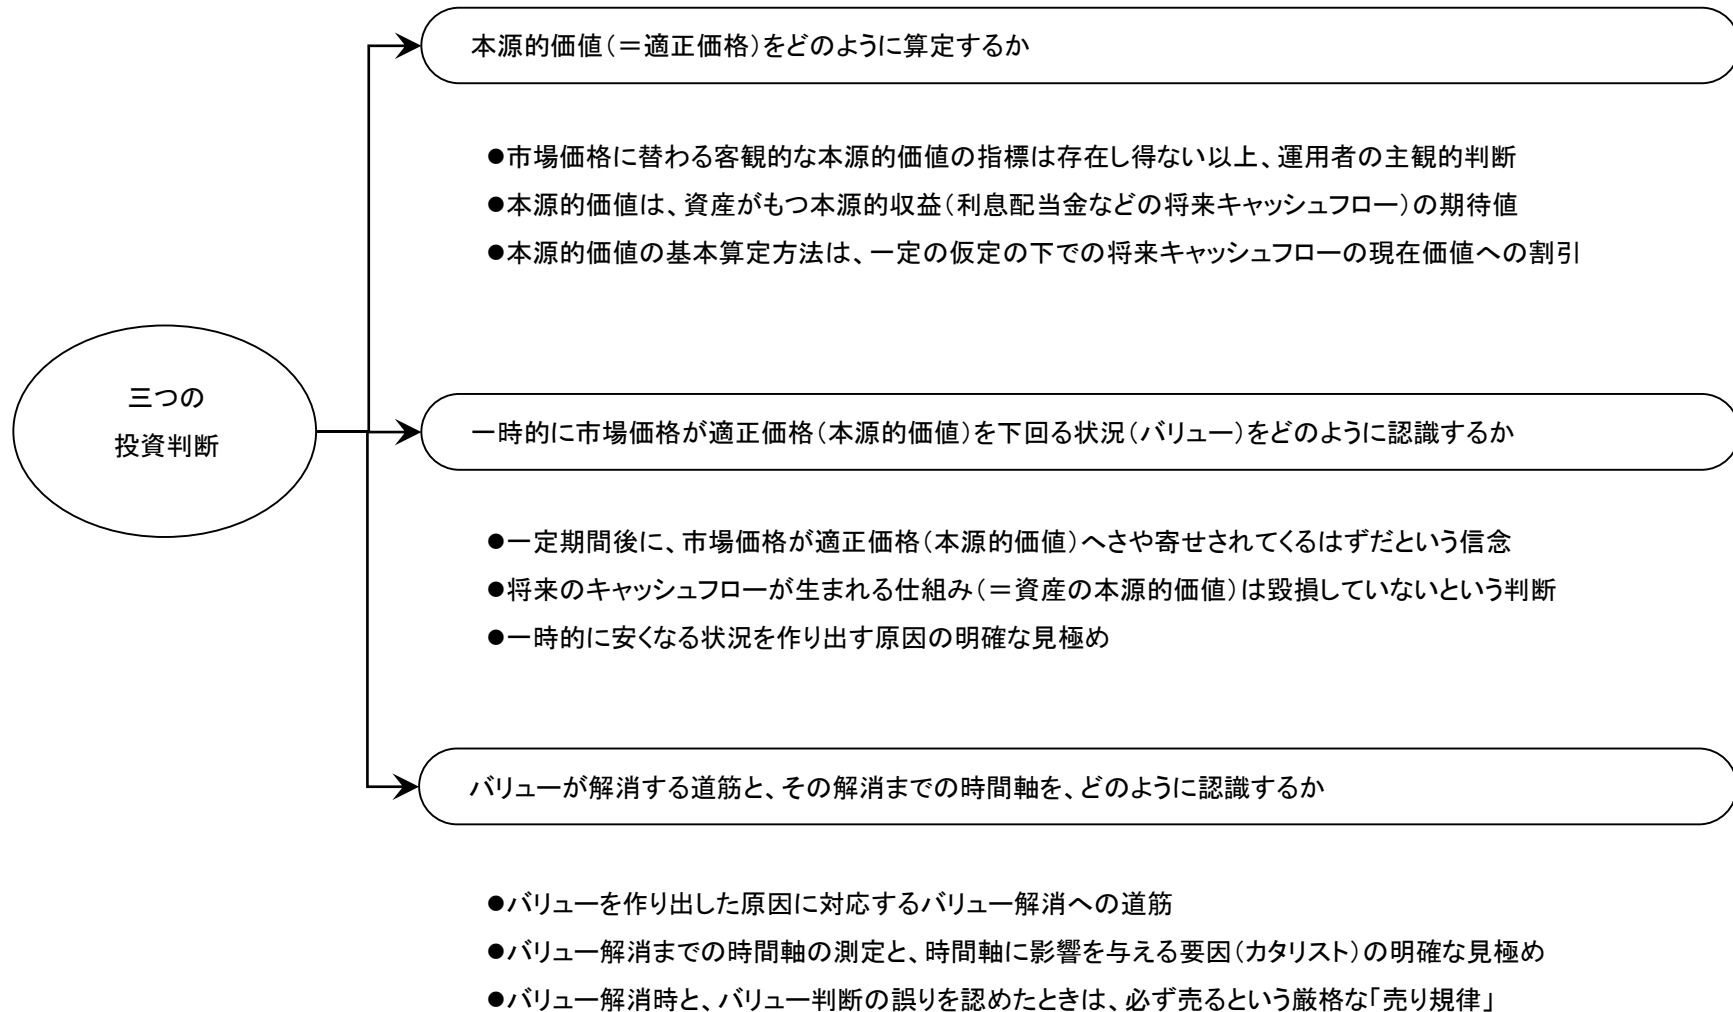 本源的価値（＝適正価格）をどのように算定するか
●市場価格に替わる客観的な本源的価値の指標は存在し得ない以上、運用者の主観的判断
●本源的価値は、資産がもつ本源的収益（利息配当金などの将来キャッシュフロー）の期待値
●本源的価値の基本算定方法は、一定の仮定の下での将来キャッシュフローの現在価値への割引
三つの
投資判断
一時的に市場価格が適正価格（本源的価値）を下回る状況（バリュー）をどのように認識するか
●一定期間後に、市場価格が適正価格（本源的価値）へさや寄せされてくるはずだという信念
●将来のキャッシュフローが生まれる仕組み（＝資産の本源的価値）は毀損していないという判断
●一時的に安くなる状況を作り出す原因の明確な見極め
バリューが解消する道筋と、その解消までの時間軸を、どのように認識するか
●バリューを作り出した原因に対応するバリュー解消への道筋
●バリュー解消までの時間軸の測定と、時間軸に影響を与える要因（カタリスト）の明確な見極め
●バリュー解消時と、バリュー判断の誤りを認めたときは、必ず売るという厳格な「売り規律」